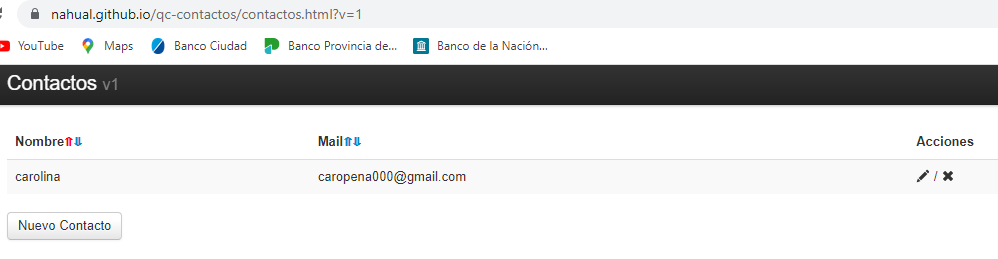 nahual.github.io/qc-contactos/contactos.html?v=1
YouTube Maps Banco Ciudad Banco Provincia de... Banco de la Nación...
Contactos v1
Nombre⇑⇓ Mail⇑⇓ Acciones
carolina caropena000@gmail.com /
Nuevo Contacto